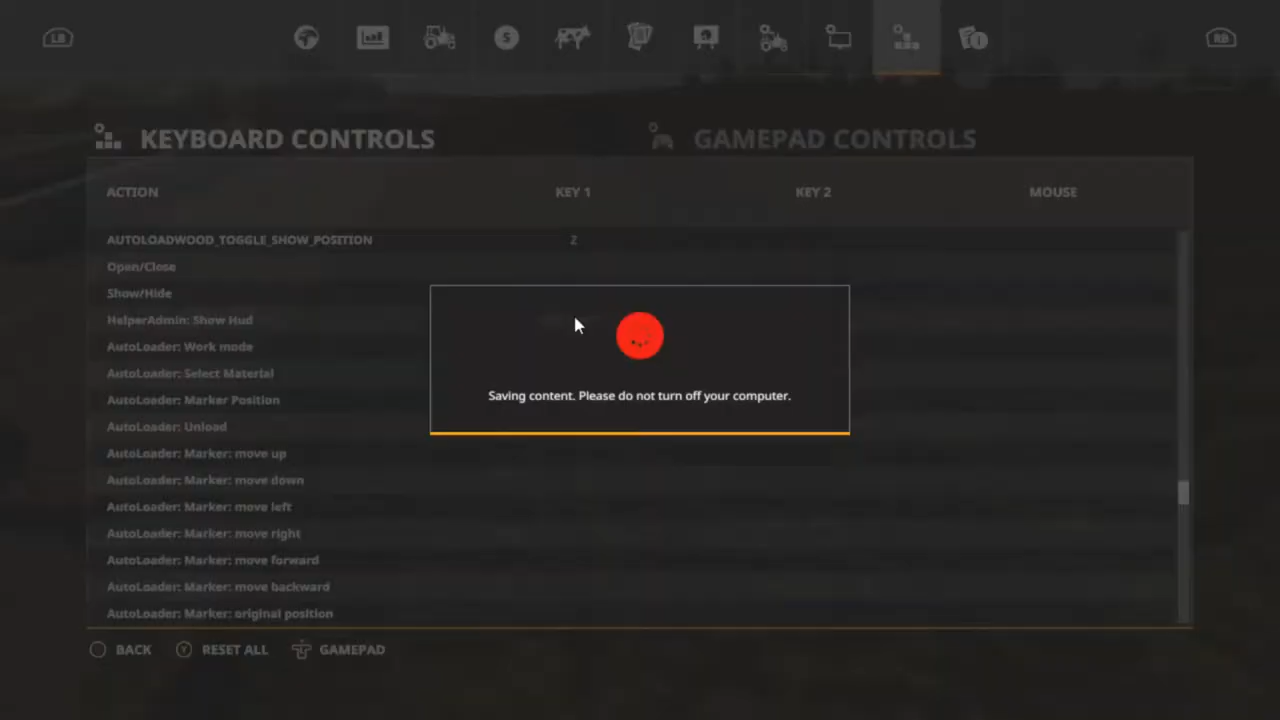 LB
RB
KEYBOARD CONTROLS
GAMEPAD CONTROLS
ACTION KEY 1 KEY 2 MOUSE
AUTOLOADWOOD_TOGGLE_SHOW_POSITION Z
Open/Close
Show/Hide
HelperAdmin: Show Hud
AutoLoader: Work mode
AutoLoader: Select Material
AutoLoader: Marker Position
AutoLoader: Unload
AutoLoader: Marker: move up
AutoLoader: Marker: move down
AutoLoader: Marker: move left
AutoLoader: Marker: move right
AutoLoader: Marker: move forward
AutoLoader: Marker: move backward
AutoLoader: Marker: original position
Saving content. Please do not turn off your computer.
BACK Y RESET ALL GAMEPAD